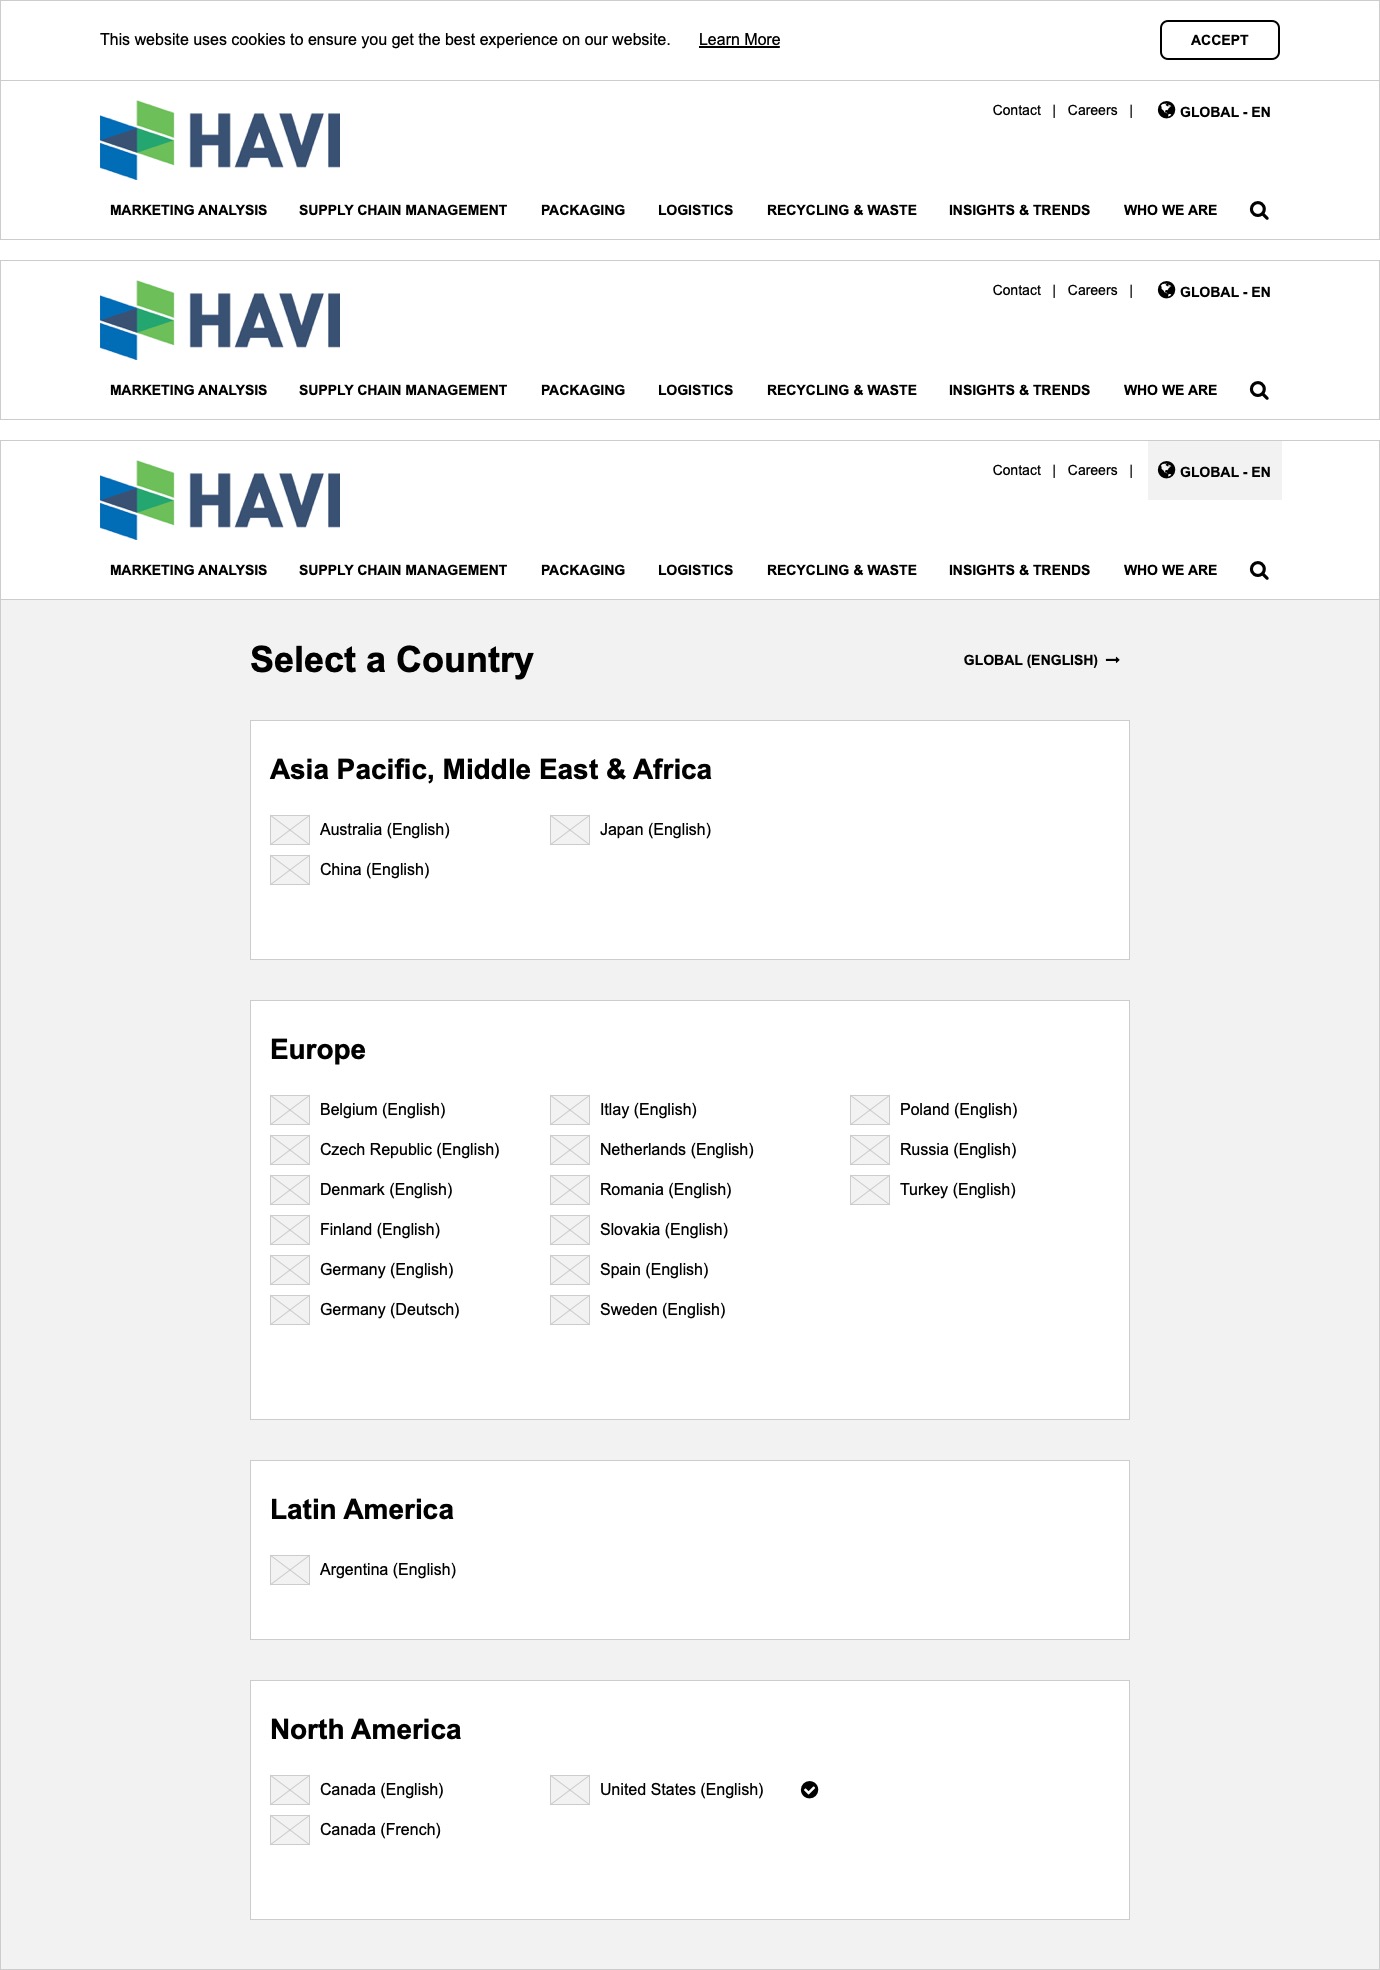 This website uses cookies to ensure you get the best experience on our website. Learn More ACCEPT
HAVI
Contact | Careers | GLOBAL - EN
MARKETING ANALYSIS SUPPLY CHAIN MANAGEMENT PACKAGING LOGISTICS RECYCLING & WASTE INSIGHTS & TRENDS WHO WE ARE
HAVI
Contact | Careers | GLOBAL - EN
MARKETING ANALYSIS SUPPLY CHAIN MANAGEMENT PACKAGING LOGISTICS RECYCLING & WASTE INSIGHTS & TRENDS WHO WE ARE
HAVI
Contact | Careers | GLOBAL - EN
MARKETING ANALYSIS SUPPLY CHAIN MANAGEMENT PACKAGING LOGISTICS RECYCLING & WASTE INSIGHTS & TRENDS WHO WE ARE
Select a Country GLOBAL (ENGLISH) →
Asia Pacific, Middle East & Africa
Australia (English) Japan (English)
China (English)
Europe
Belgium (English) Itlay (English) Poland (English)
Czech Republic (English) Netherlands (English) Russia (English)
Denmark (English) Romania (English) Turkey (English)
Finland (English) Slovakia (English)
Germany (English) Spain (English)
Germany (Deutsch) Sweden (English)
Latin America
Argentina (English)
North America
Canada (English) United States (English)
Canada (French)